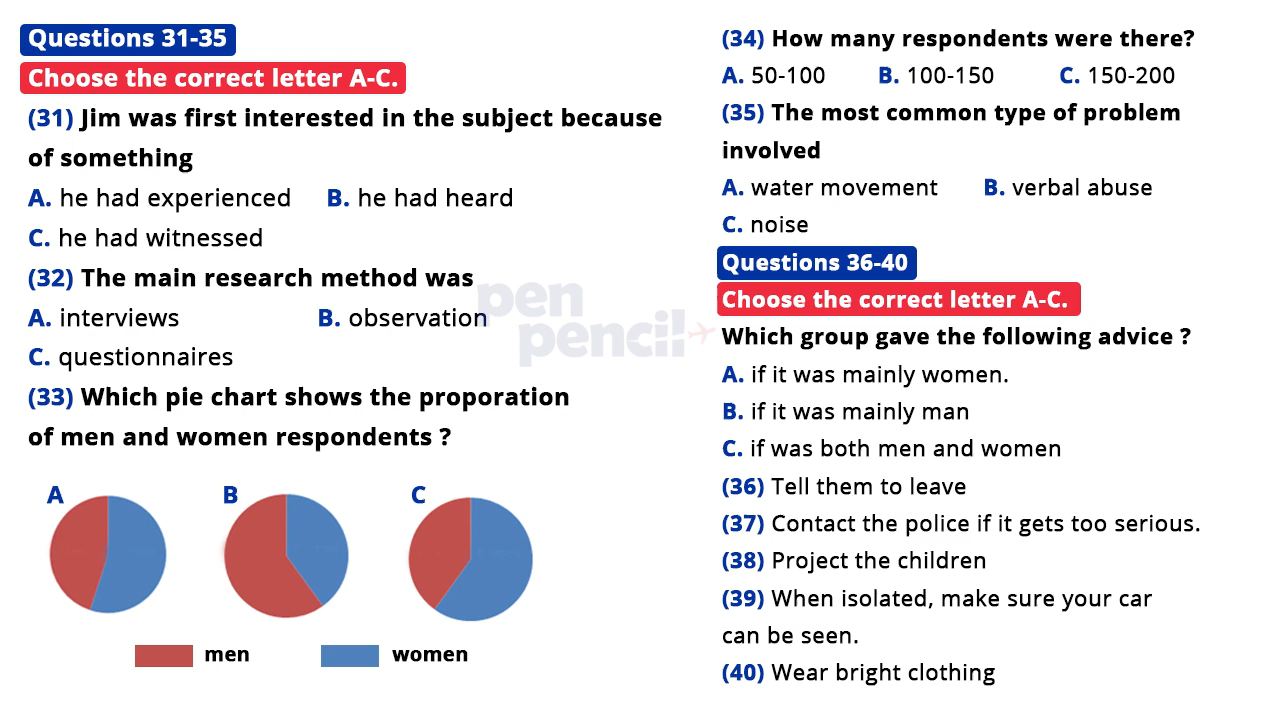 Questions 31-35
Choose the correct letter A-C.
(31) Jim was first interested in the subject because
of something
A. he had experienced B. he had heard
C. he had witnessed
(32) The main research method was
A. interviews B. observation
C. questionnaires
(33) Which pie chart shows the proporation
of men and women respondents ?
A B C
men women
pen
pencil
(34) How many respondents were there?
A. 50-100 B. 100-150 C. 150-200
(35) The most common type of problem
involved
A. water movement B. verbal abuse
C. noise
Questions 36-40
Choose the correct letter A-C.
Which group gave the following advice ?
A. if it was mainly women.
B. if it was mainly man
C. if was both men and women
(36) Tell them to leave
(37) Contact the police if it gets too serious.
(38) Project the children
(39) When isolated, make sure your car
can be seen.
(40) Wear bright clothing